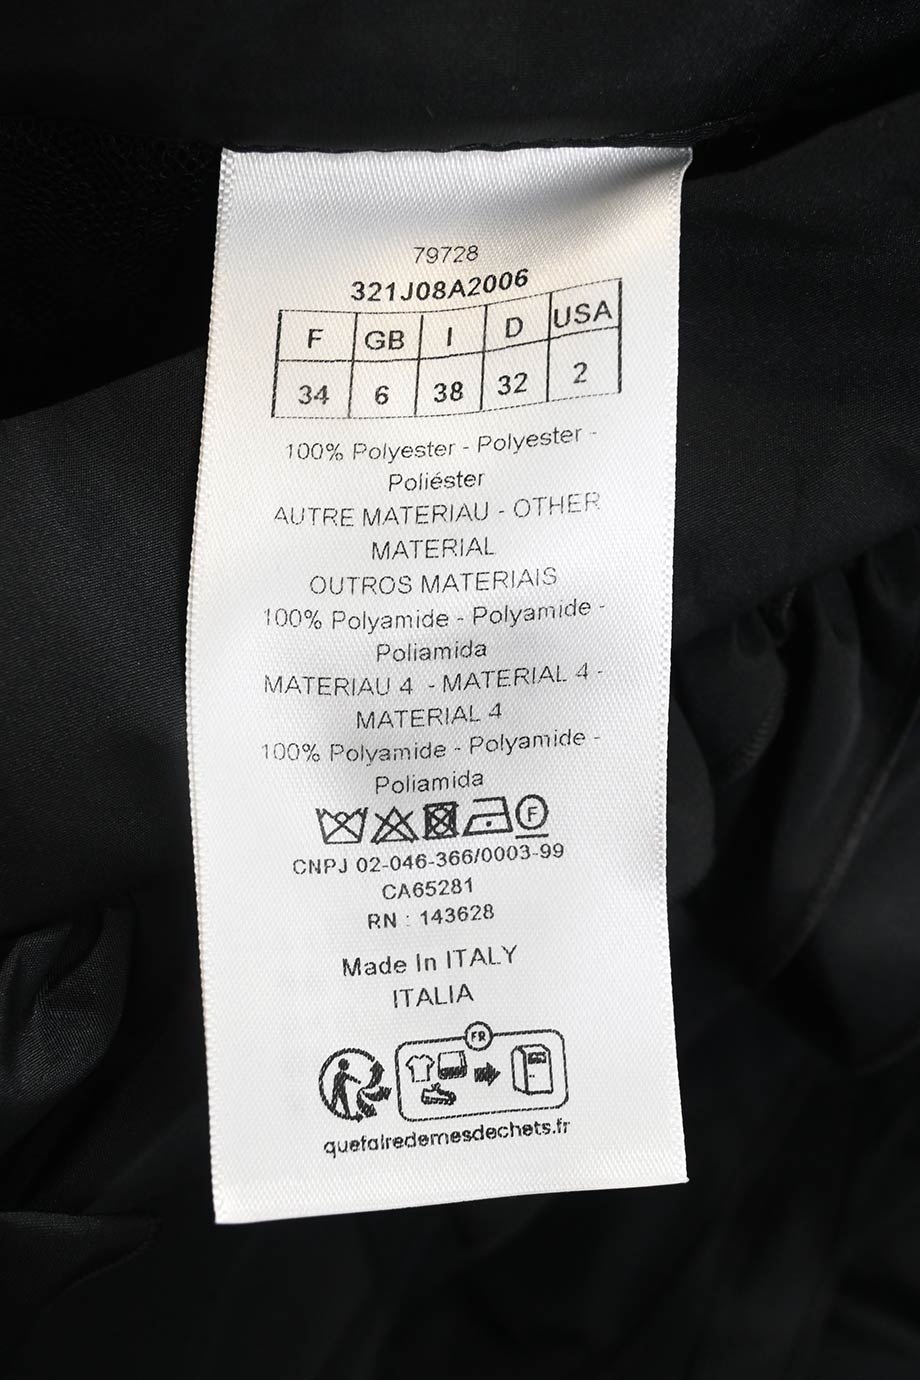 79728
321J08A2006
F GB I D USA
34 6 38 32 2
100% Polyester - Polyester -
Poliéster
AUTRE MATERIAU - OTHER
MATERIAL
OUTROS MATERIAIS
100% Polyamide - Polyamide -
Poliamida
MATERIAU 4 - MATERIAL 4 -
MATERIAL 4
100% Polyamide - Polyamide -
Poliamida
F
CNPJ 02-046-366/0003-99
CA65281
RN : 143628
Made In ITALY
ITALIA
FR
quefairedemesdechets.fr